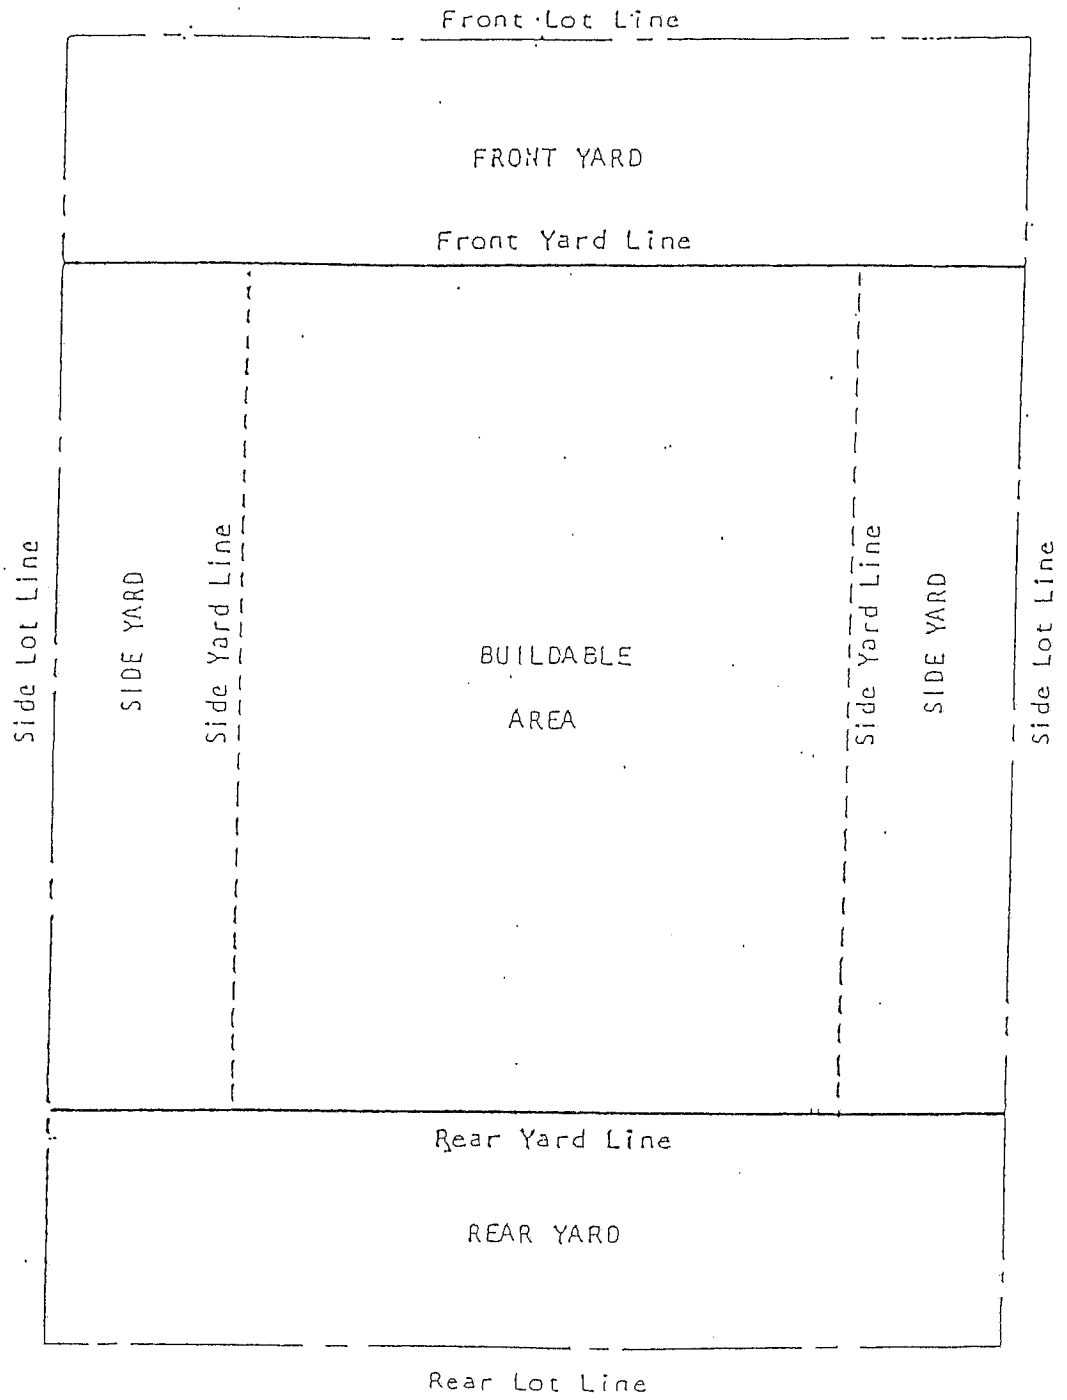 Front Lot Line
FRONT YARD
Front Yard Line
Side Lot Line
SIDE YARD
Side Yard Line
BUILDABLE
AREA
Side Yard Line
SIDE YARD
Side Lot Line
Rear Yard Line
REAR YARD
Rear Lot Line